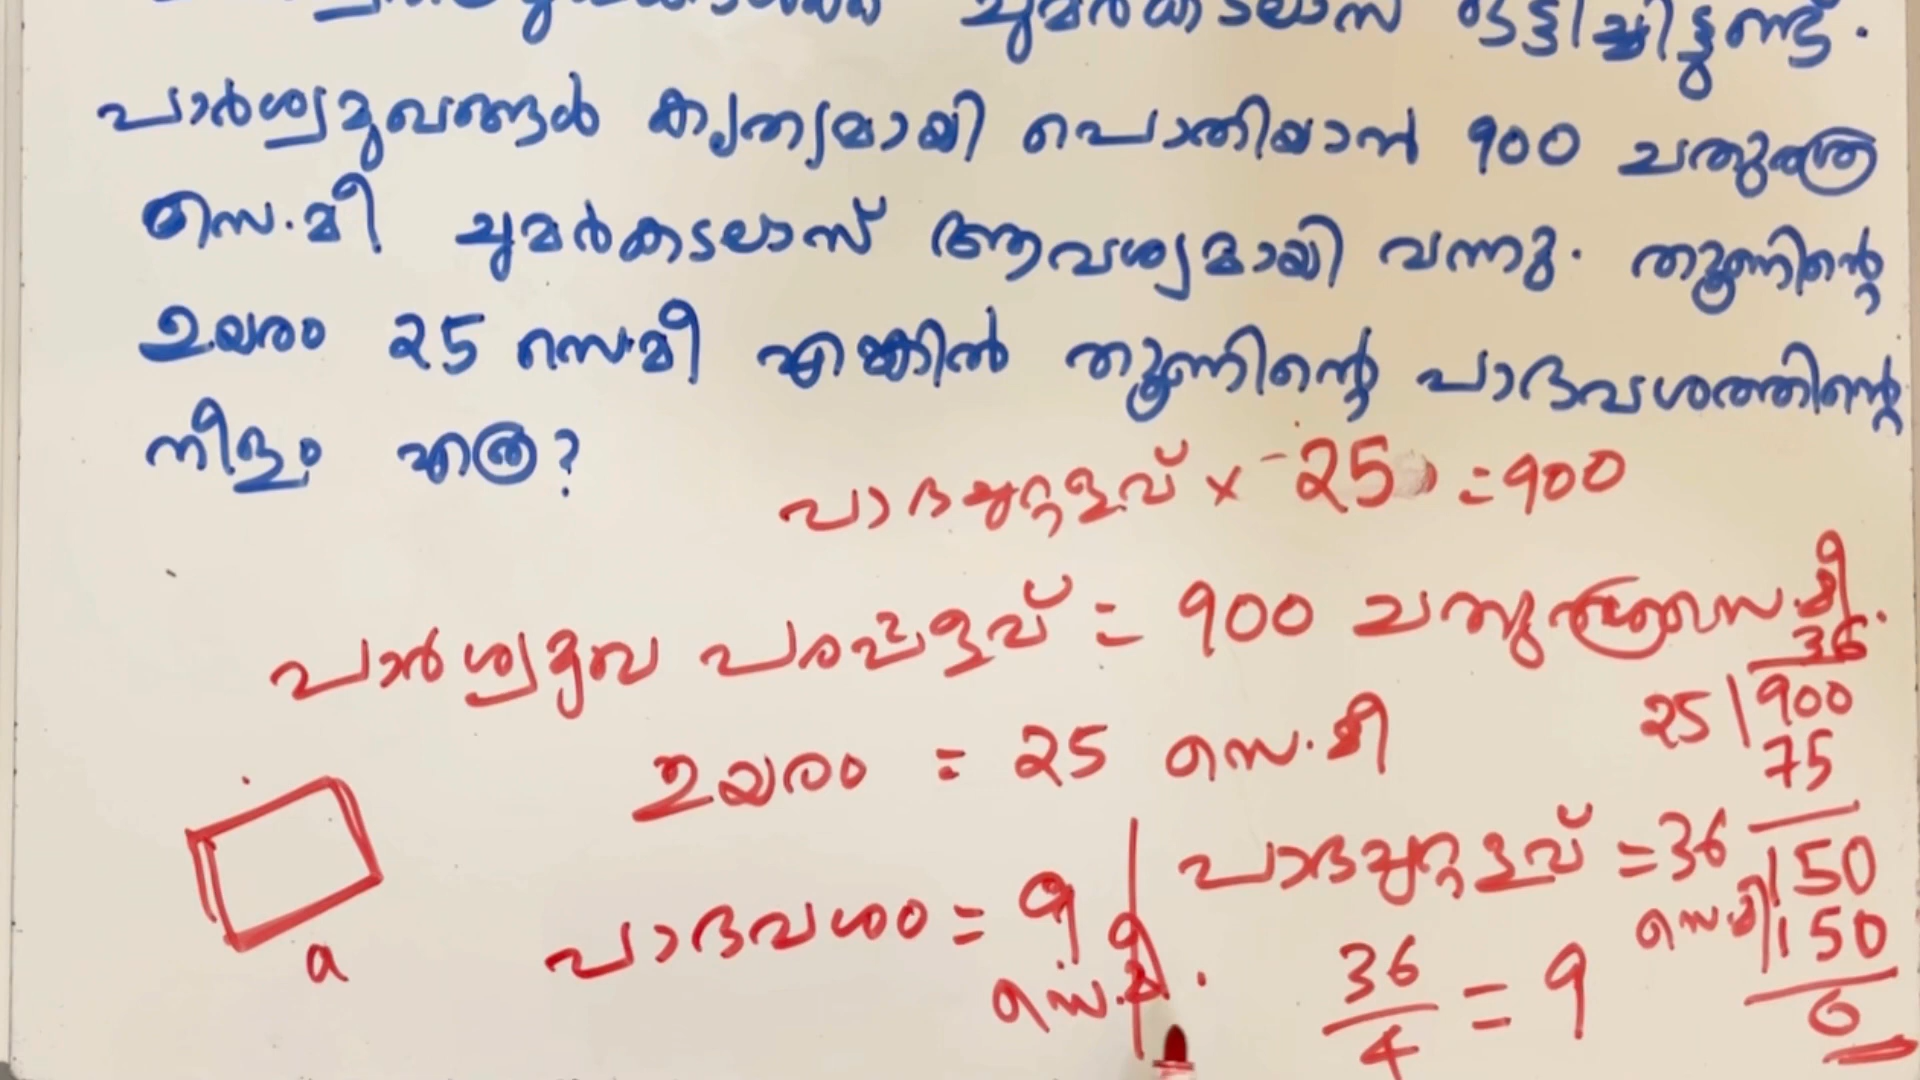 ചുമർകടലാസ് ഒട്ടിച്ചിട്ടുണ്ട്.
പാർശ്വമുഖങ്ങൾ കൃത്യമായി പൊതിയാൻ 900 ചതുരശ്ര
സെ.മീ ചുമർകടലാസ് ആവശ്യമായി വന്നു. തൂണിന്റെ
ഉയരം 25 സെ.മീ എങ്കിൽ തൂണിന്റെ പാദവശത്തിന്റെ
നീളം എത്ര?
പാദചുറ്റളവ് × 25 = 900
പാർശ്വമുഖ പരപ്പളവ് = 900 ചതുരശ്ര സെ.മീ.
ഉയരം = 25 സെ.മീ
36
25 | 900
75
150
150
0
പാദചുറ്റളവ് = 36
സെ.മീ
പാദവശം = 9
സെ.മീ.
36
4
= 9
a